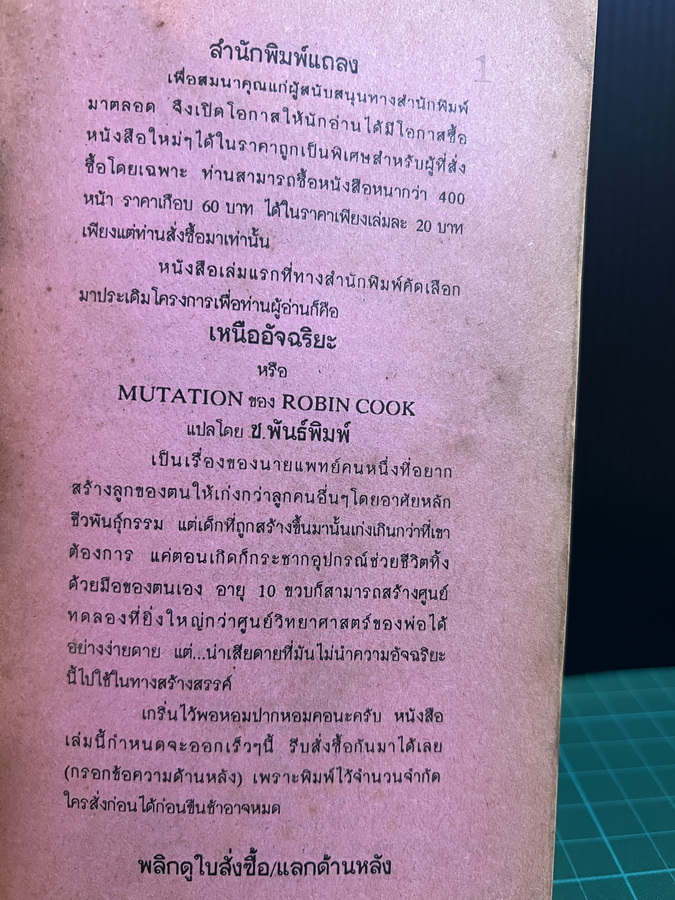 สำนักพิมพ์แถลง
1
เพื่อสมนาคุณแก่ผู้สนับสนุนทางสำนักพิมพ์
มาตลอด จึงเปิดโอกาสให้นักอ่านได้มีโอกาสซื้อ
หนังสือใหม่ๆได้ในราคาถูกเป็นพิเศษสำหรับผู้ที่สั่ง
ซื้อโดยเฉพาะ ท่านสามารถซื้อหนังสือหนากว่า 400
หน้า ราคาเกือบ 60 บาท ได้ในราคาเพียงเล่มละ 20 บาท
เพียงแต่ท่านสั่งซื้อมาเท่านั้น
หนังสือเล่มแรกที่ทางสำนักพิมพ์คัดเลือก
มาประเดิมโครงการเพื่อท่านผู้อ่านก็คือ
เหนืออัจฉริยะ
หรือ
MUTATION ของ ROBIN COOK
แปลโดย ช.พันธ์พิมพ์
เป็นเรื่องของนายแพทย์คนหนึ่งที่อยาก
สร้างลูกของตนให้เก่งกว่าลูกคนอื่นๆโดยอาศัยหลัก
ชีวพันธุ์กรรม แต่เด็กที่ถูกสร้างขึ้นมานั้นเก่งเกินกว่าที่เขา
ต้องการ แค่ตอนเกิดก็กระชากอุปกรณ์ช่วยชีวิตทิ้ง
ด้วยมือของตนเอง อายุ 10 ขวบก็สามารถสร้างศูนย์
ทดลองที่ยิ่งใหญ่กว่าศูนย์วิทยาศาสตร์ของพ่อได้
อย่างง่ายดาย แต่...น่าเสียดายที่มันไม่นำความอัจฉริยะ
นี้ไปใช้ในทางสร้างสรรค์
เกริ่นไว้พอหอมปากหอมคอนะครับ หนังสือ
เล่มนี้กำหนดจะออกเร็วๆนี้ รีบสั่งซื้อกันมาได้เลย
(กรอกข้อความด้านหลัง) เพราะพิมพ์ไว้จำนวนจำกัด
ใครสั่งก่อนได้ก่อนขืนช้าอาจหมด
พลิกดูใบสั่งซื้อ/แลกด้านหลัง